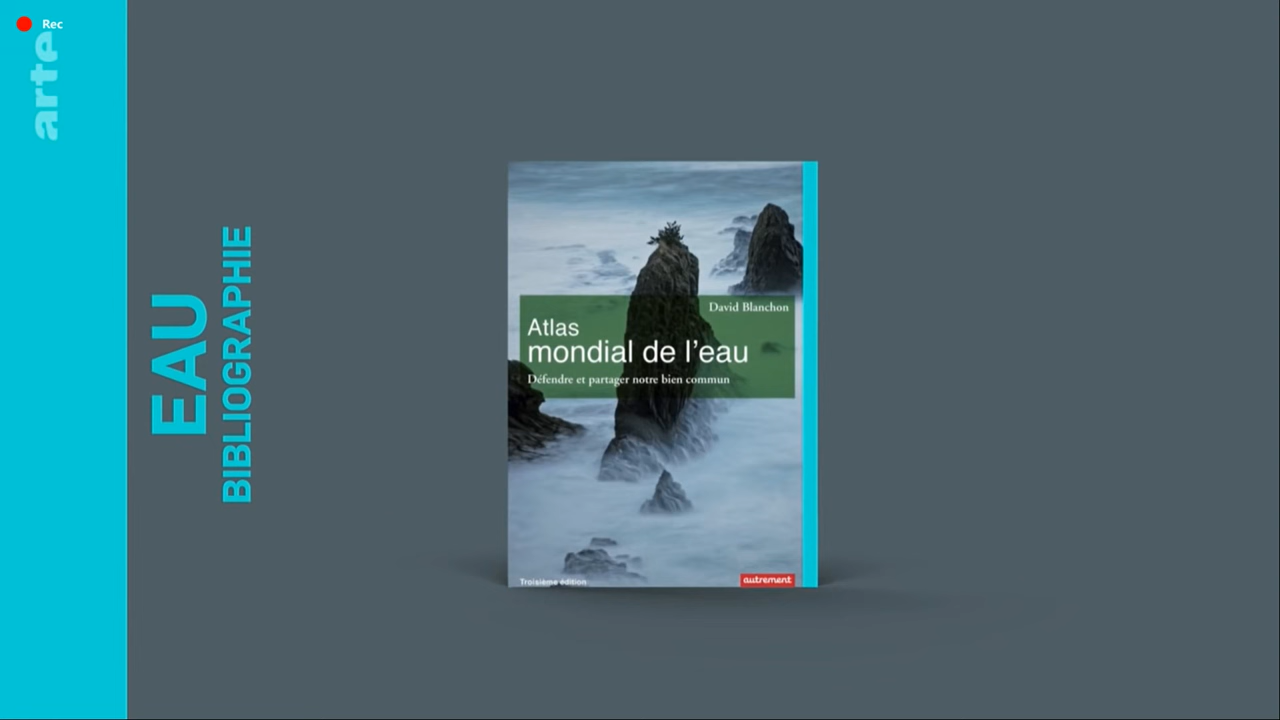 Rec
arte
EAU
BIBLIOGRAPHIE
David Blanchon
Atlas
mondial de l'eau
Défendre et partager notre bien commun
Troisième édition
autrement